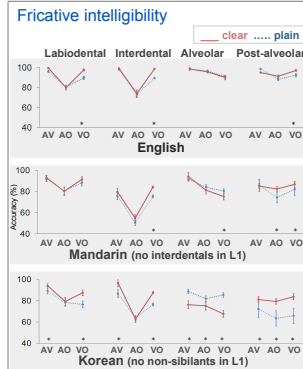 Fricative intelligibility
___ clear ..... plain
Labiodental Interdental Alveolar Post-alveolar
100
80
60
40
* *
AV AO VO AV AO VO AV AO VO AV AO VO
English
Accuracy (%)
100
80
60
40
* * * *
AV AO VO AV AO VO AV AO VO AV AO VO
Mandarin (no interdentals in L1)
100
80
60
40
* * * * * * * * * * *
AV AO VO AV AO VO AV AO VO AV AO VO
Korean (no non-sibilants in L1)